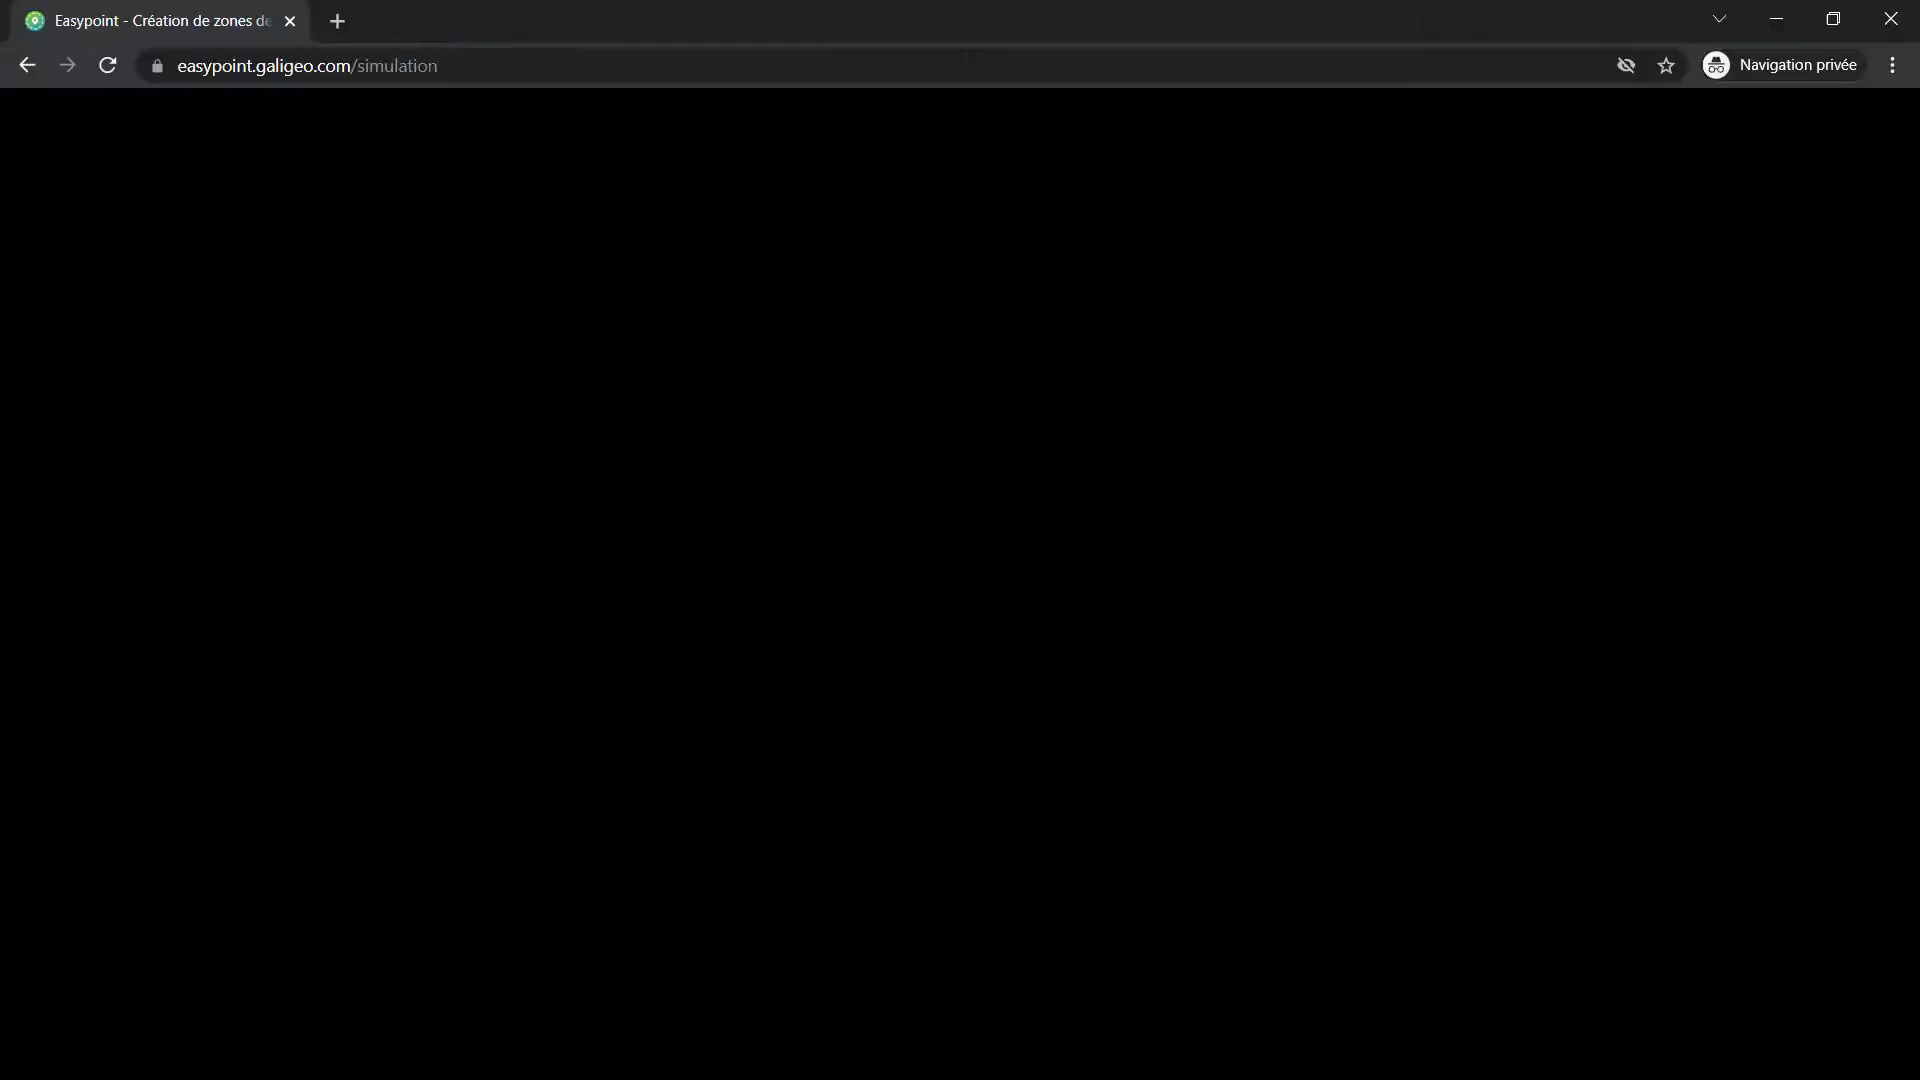 Easypoint - Création de zones de
easypoint.galigeo.com/simulation
Navigation privée